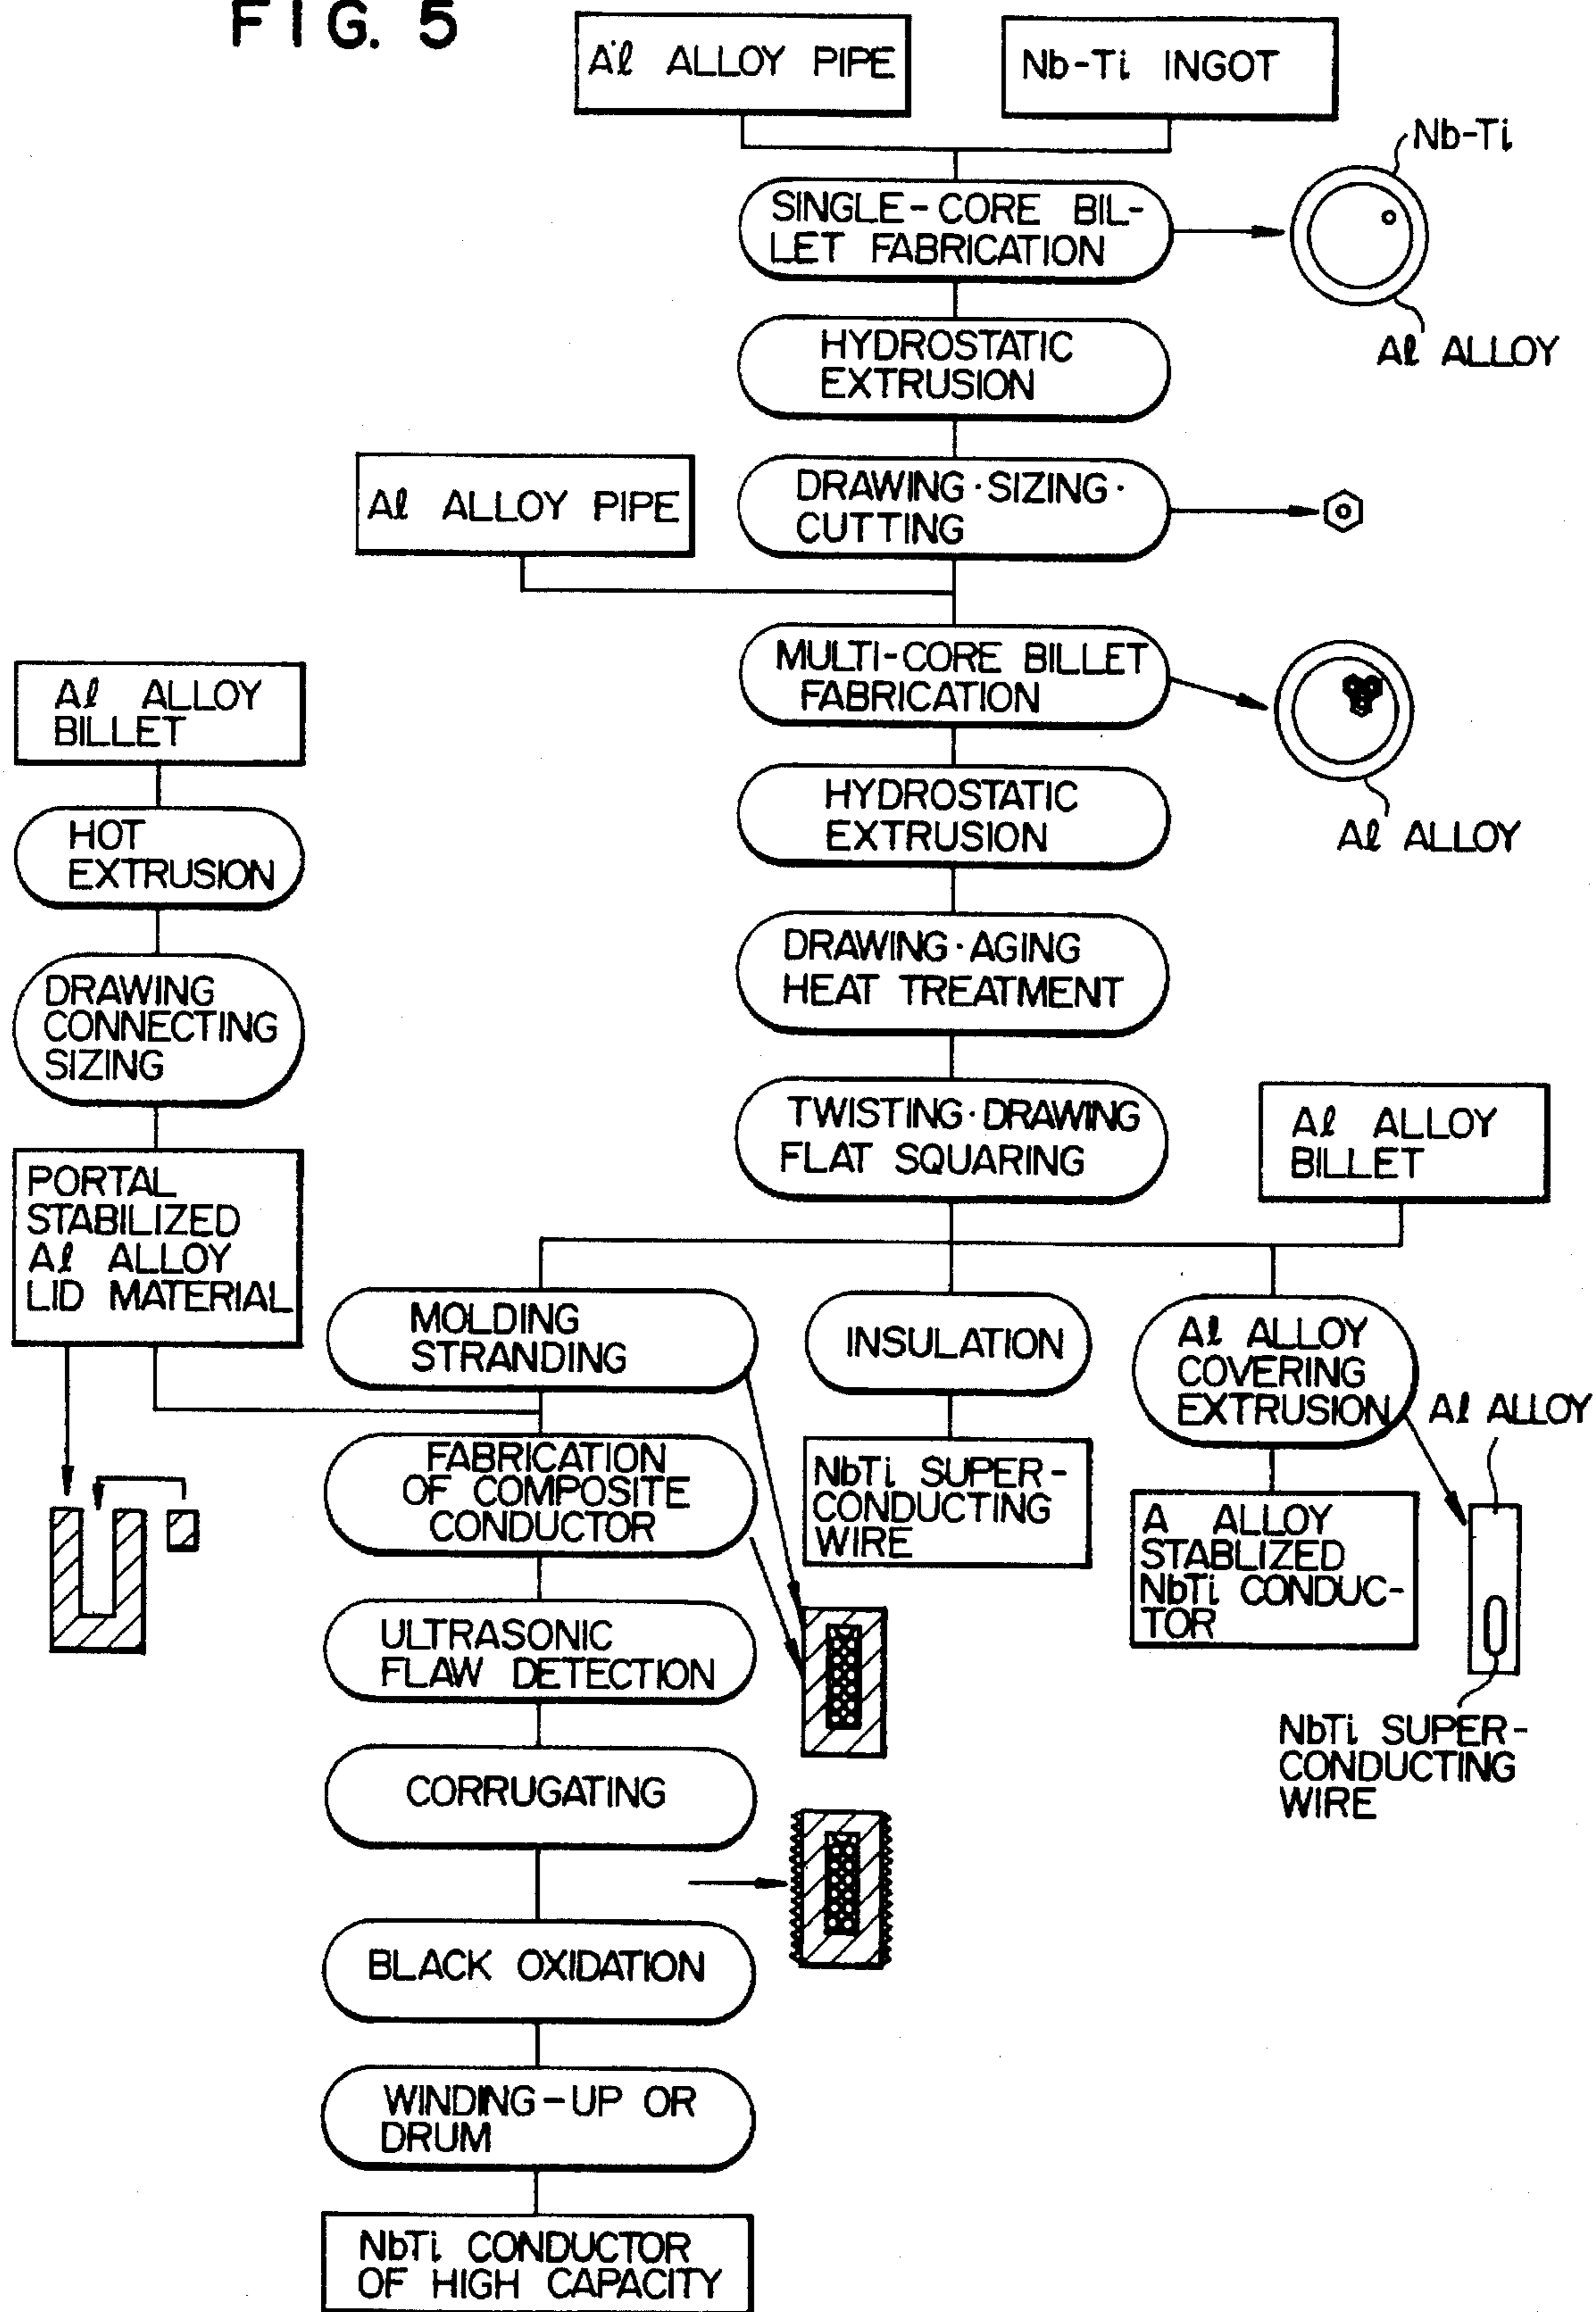 FIG. 5
Al ALLOY PIPE
Nb-Ti INGOT
Nb-Ti
SINGLE-CORE BIL-
LET FABRICATION
Al ALLOY
HYDROSTATIC
EXTRUSION
Al ALLOY PIPE
DRAWING·SIZING·
CUTTING
MULTI-CORE BILLET
FABRICATION
Al ALLOY
HYDROSTATIC
EXTRUSION
DRAWING·AGING
HEAT TREATMENT
TWISTING·DRAWING
FLAT SQUARING
Al ALLOY
BILLET
Al ALLOY
BILLET
HOT
EXTRUSION
DRAWING
CONNECTING
SIZING
PORTAL
STABILIZED
Al ALLOY
LID MATERIAL
MOLDING
STRANDING
FABRICATION
OF COMPOSITE
CONDUCTOR
ULTRASONIC
FLAW DETECTION
CORRUGATING
BLACK OXIDATION
WINDING-UP OR
DRUM
NbTi CONDUCTOR
OF HIGH CAPACITY
INSULATION
NbTi SUPER-
CONDUCTING
WIRE
Al ALLOY
COVERING
EXTRUSION
Al ALLOY
A ALLOY
STABLIZED
NbTi CONDUC-
TOR
NbTi SUPER-
CONDUCTING
WIRE